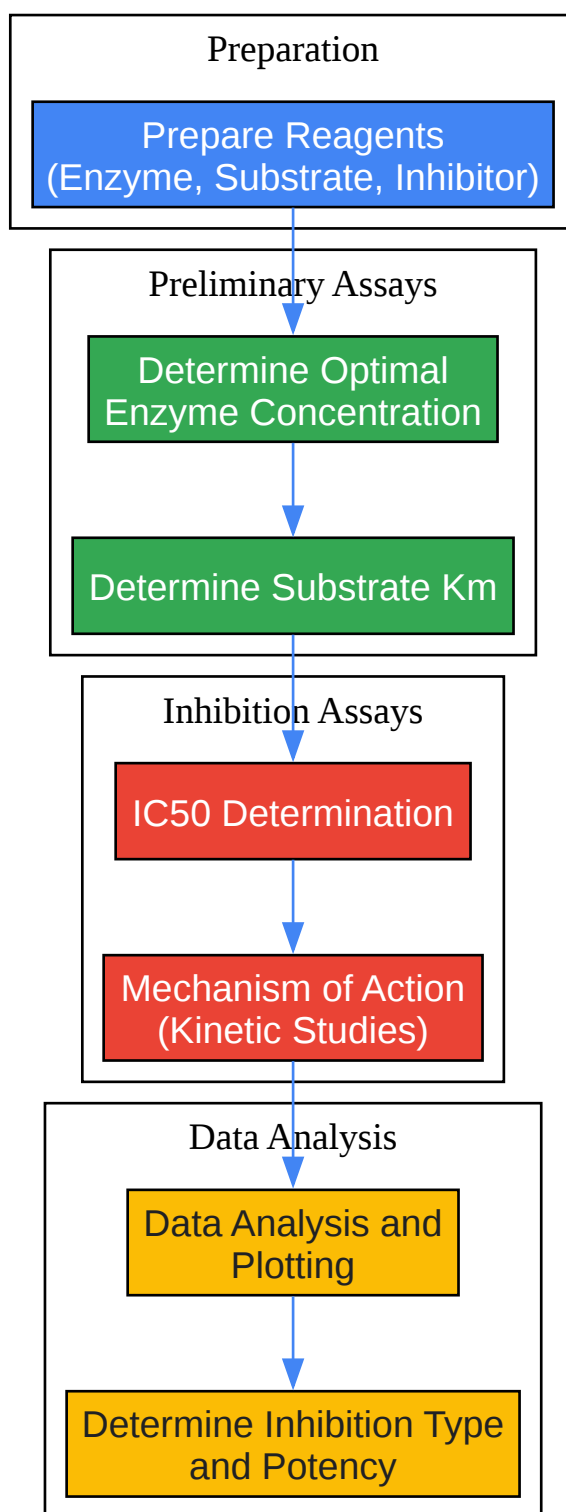 Preparation
Prepare Reagents
(Enzyme, Substrate, Inhibitor)
Preliminary Assays
Determine Optimal
Enzyme Concentration
Determine Substrate Km
Inhibition Assays
IC50 Determination
Mechanism of Action
(Kinetic Studies)
Data Analysis
Data Analysis and
Plotting
Determine Inhibition Type
and Potency